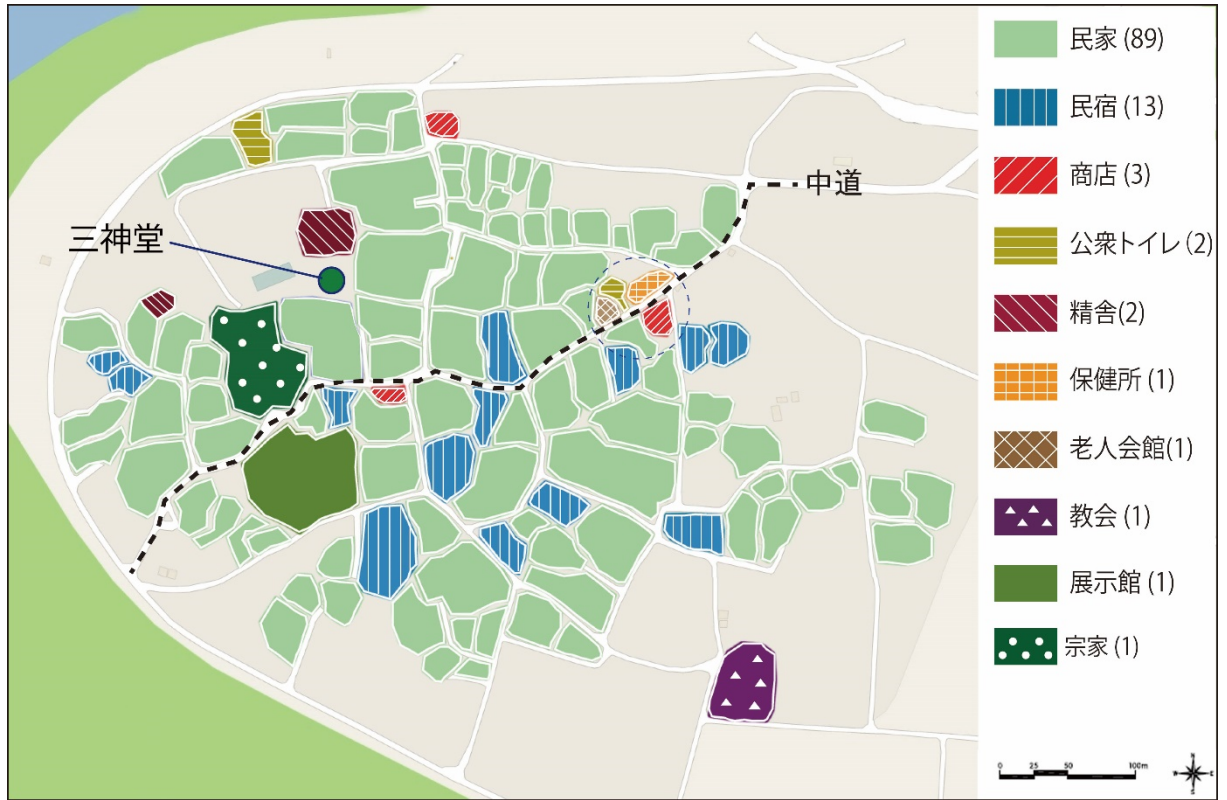 三神堂
中道
民家 (89)
民宿 (13)
商店 (3)
公衆トイレ (2)
精舎(2)
保健所 (1)
老人会館(1)
教会 (1)
展示館 (1)
宗家 (1)
0 25 50 100m
N
W E
S